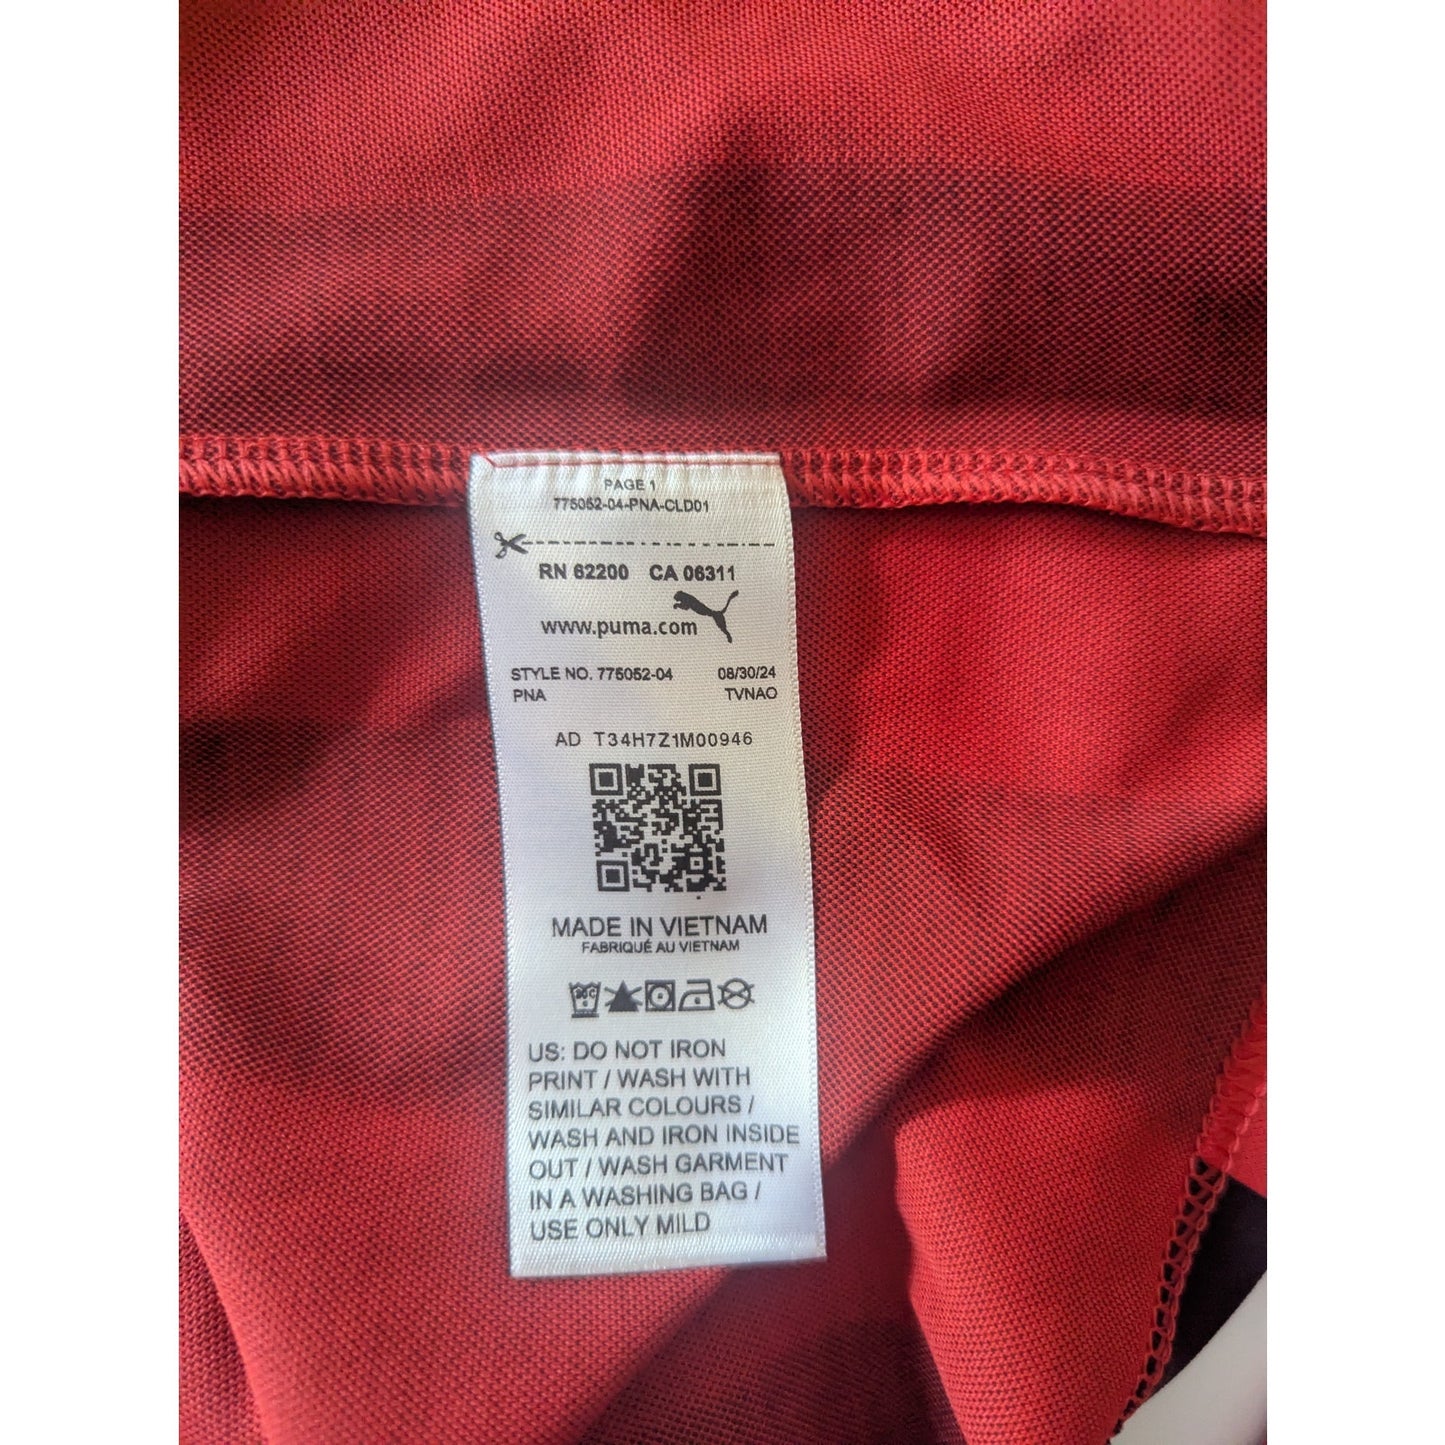 PAGE 1
775052-04-PNA-CLD01
RN 62200 CA 06311
www.puma.com
STYLE NO. 775052-04 08/30/24
PNA TVNAO
AD T34H7Z1M00946
MADE IN VIETNAM
FABRIQUÉ AU VIETNAM
30C
US: DO NOT IRON
PRINT / WASH WITH
SIMILAR COLOURS /
WASH AND IRON INSIDE
OUT / WASH GARMENT
IN A WASHING BAG /
USE ONLY MILD